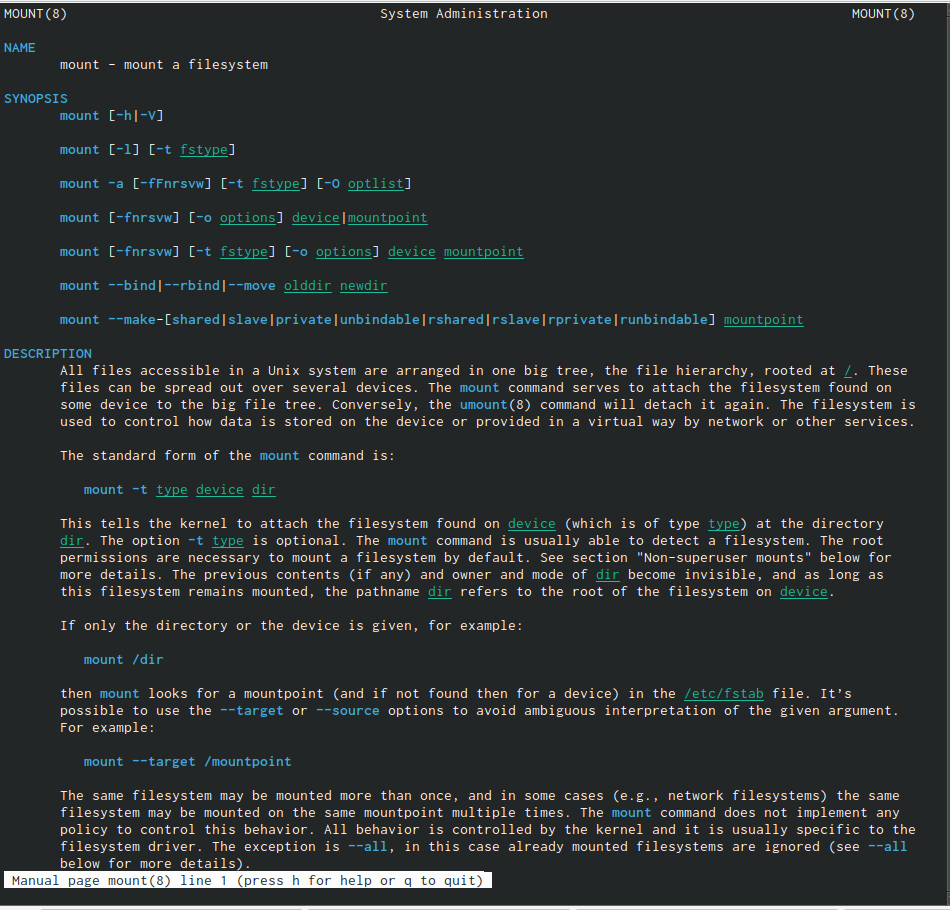 MOUNT(8) System Administration MOUNT(8)
NAME
mount - mount a filesystem
SYNOPSIS
mount [-h|-V]
mount [-l] [-t fstype]
mount -a [-fFnrsvw] [-t fstype] [-O optlist]
mount [-fnrsvw] [-o options] device|mountpoint
mount [-fnrsvw] [-t fstype] [-o options] device mountpoint
mount --bind|--rbind|--move olddir newdir
mount --make-[shared|slave|private|unbindable|rshared|rslave|rprivate|runbindable] mountpoint
DESCRIPTION
All files accessible in a Unix system are arranged in one big tree, the file hierarchy, rooted at /. These
files can be spread out over several devices. The mount command serves to attach the filesystem found on
some device to the big file tree. Conversely, the umount(8) command will detach it again. The filesystem is
used to control how data is stored on the device or provided in a virtual way by network or other services.
The standard form of the mount command is:
mount -t type device dir
This tells the kernel to attach the filesystem found on device (which is of type type) at the directory
dir. The option -t type is optional. The mount command is usually able to detect a filesystem. The root
permissions are necessary to mount a filesystem by default. See section "Non-superuser mounts" below for
more details. The previous contents (if any) and owner and mode of dir become invisible, and as long as
this filesystem remains mounted, the pathname dir refers to the root of the filesystem on device.
If only the directory or the device is given, for example:
mount /dir
then mount looks for a mountpoint (and if not found then for a device) in the /etc/fstab file. It's
possible to use the --target or --source options to avoid ambiguous interpretation of the given argument.
For example:
mount --target /mountpoint
The same filesystem may be mounted more than once, and in some cases (e.g., network filesystems) the same
filesystem may be mounted on the same mountpoint multiple times. The mount command does not implement any
policy to control this behavior. All behavior is controlled by the kernel and it is usually specific to the
filesystem driver. The exception is --all, in this case already mounted filesystems are ignored (see --all
below for more details).
Manual page mount(8) line 1 (press h for help or q to quit)